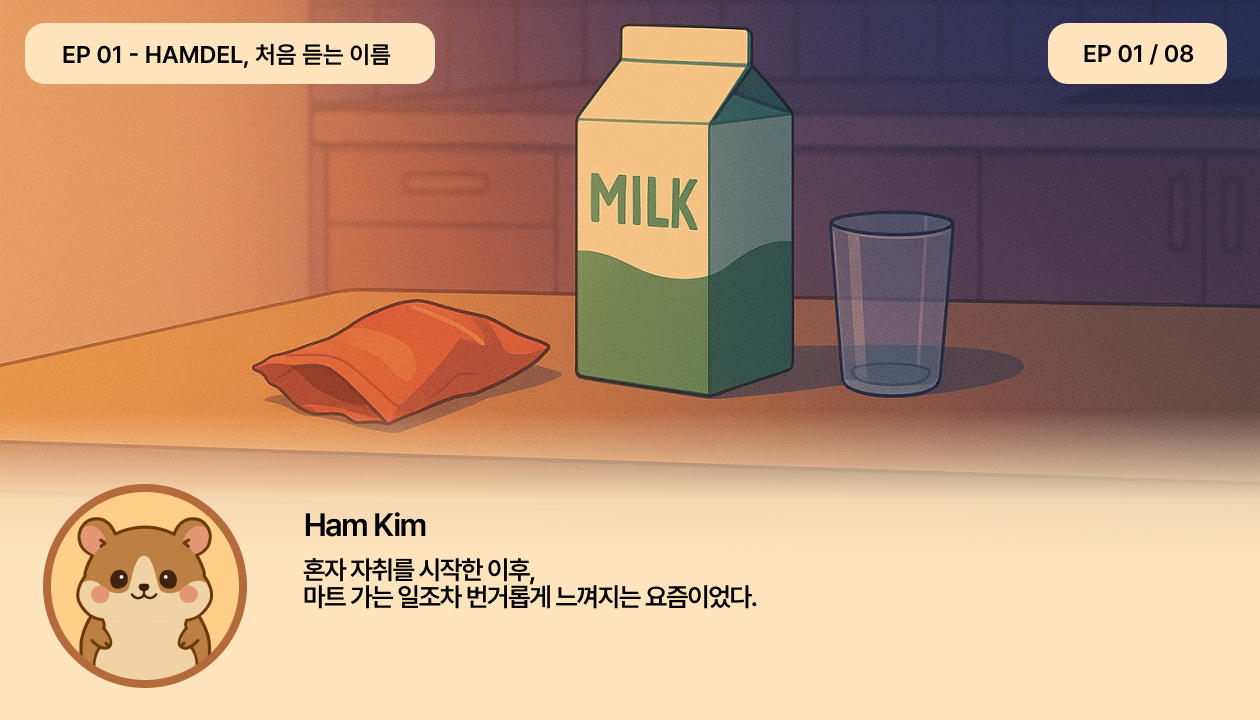 EP 01 - HAMDEL, 처음 듣는 이름
EP 01 / 08
MILK
Ham Kim
혼자 자취를 시작한 이후,
마트 가는 일조차 번거롭게 느껴지는 요즘이었다.